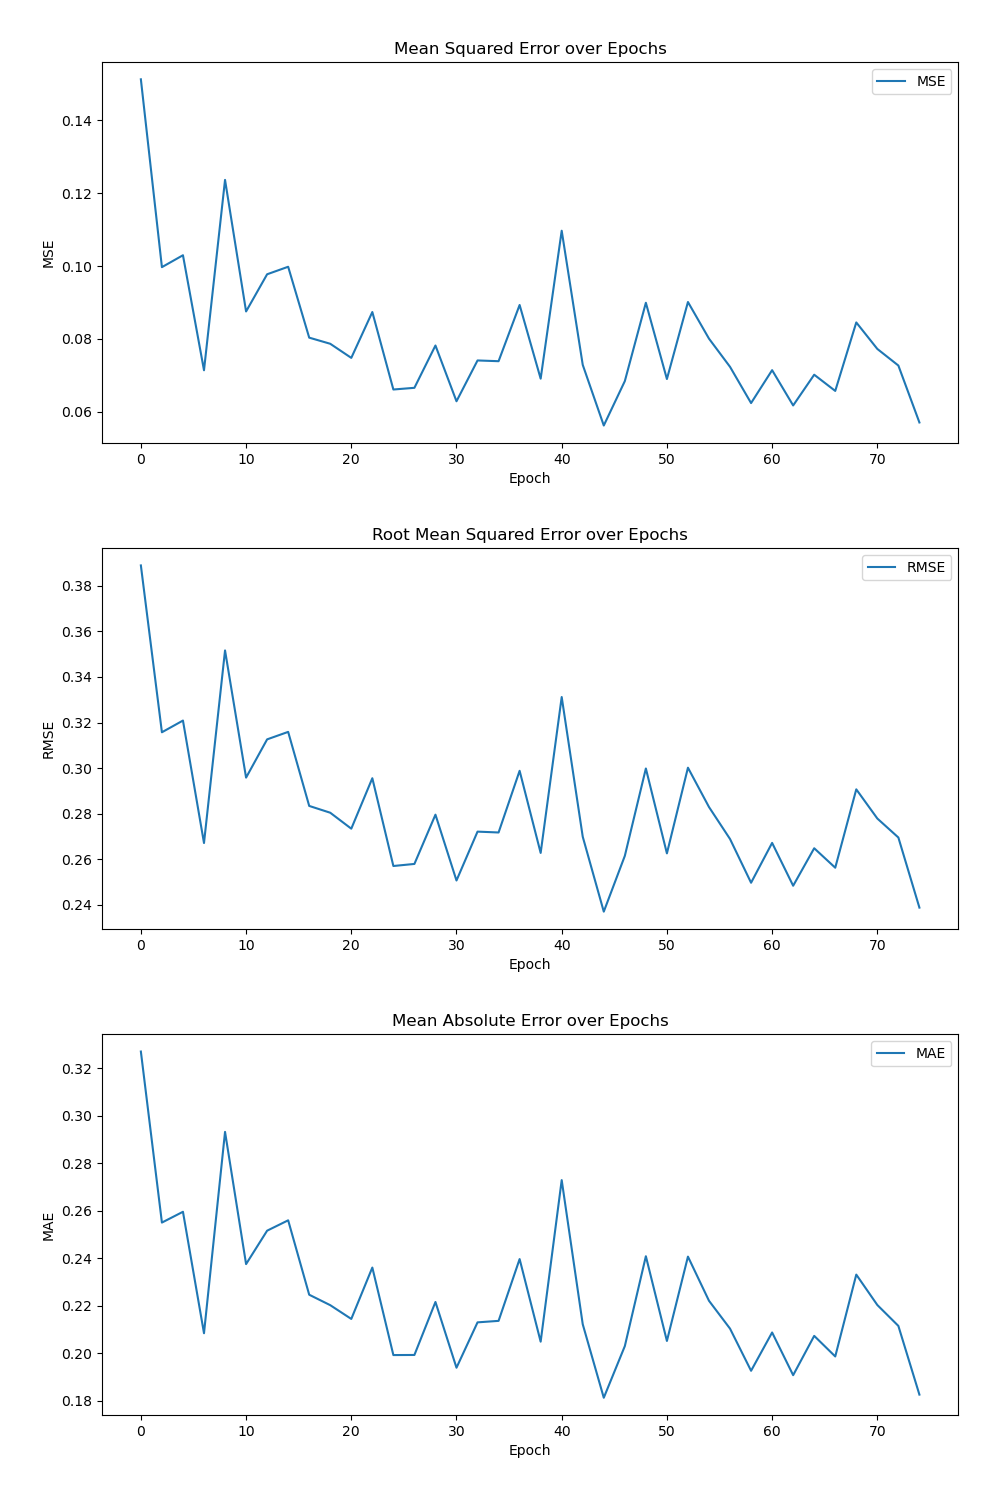 Mean Squared Error over Epochs
MSE
0.14
0.12
0.10
0.08
0.06
MSE
0 10 20 30 40 50 60 70
Epoch
Root Mean Squared Error over Epochs
RMSE
0.38
0.36
0.34
0.32
0.30
0.28
0.26
0.24
RMSE
0 10 20 30 40 50 60 70
Epoch
Mean Absolute Error over Epochs
MAE
0.32
0.30
0.28
0.26
0.24
0.22
0.20
0.18
MAE
0 10 20 30 40 50 60 70
Epoch